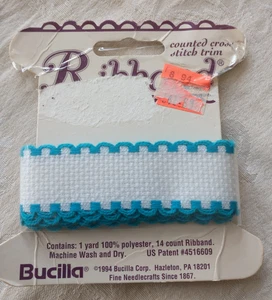 counted cross
stitch trim
Contains: 1 yard 100% polyester, 14 count Ribband.
Machine Wash and Dry. US Patent #4516609
Bucilla® ©1994 Bucilla Corp. Hazleton, PA 18201
Fine Needlecrafts Since 1867.